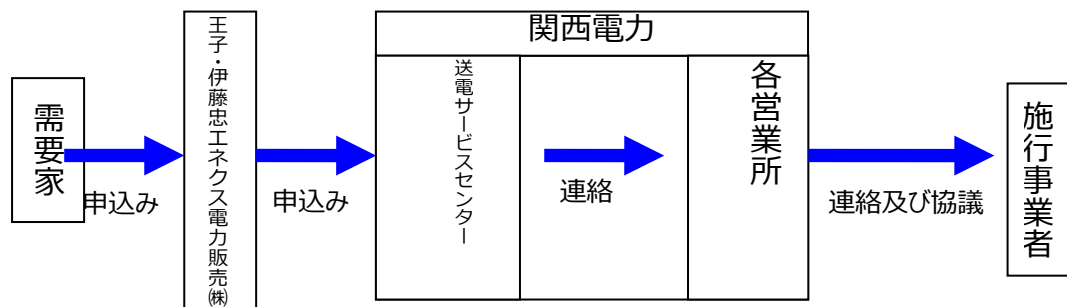 需要家
申込み
王子・伊藤忠エネクス電力販売㈱
申込み
関西電力
送電サービスセンター
連絡
各営業所
連絡及び協議
施行事業者